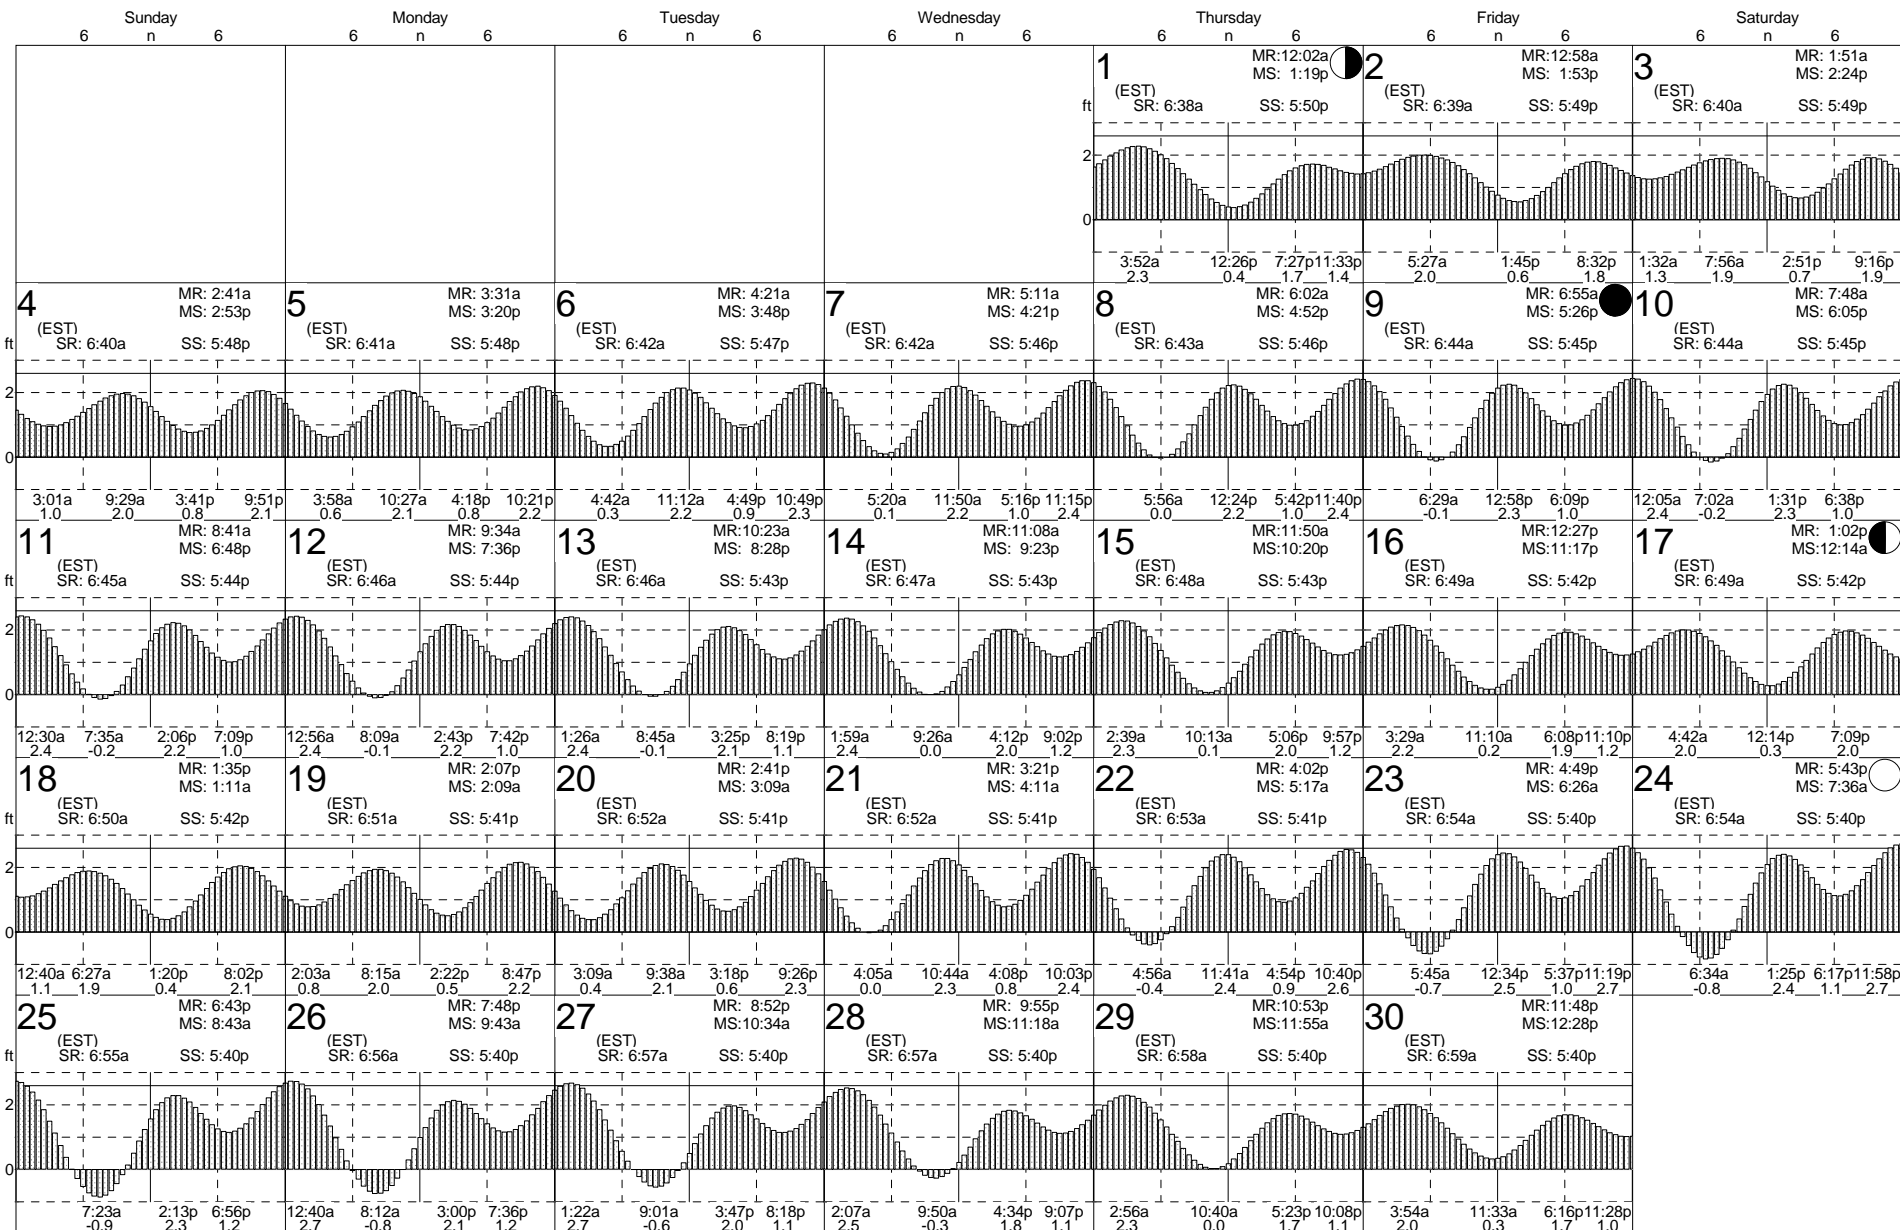 Sunday Monday Tuesday Wednesday Thursday Friday Saturday
6 n 6 6 n 6 6 n 6 6 n 6 6 n 6 6 n 6 6 n 6
1 MR:12:02a 2 MR:12:58a 3 MR: 1:51a
MS: 1:19p MS: 1:53p MS: 2:24p
(EST) (EST) (EST)
ft SR: 6:38a SS: 5:50p SR: 6:39a SS: 5:49p SR: 6:40a SS: 5:49p
2
0
3:52a 12:26p 7:27p 11:33p 5:27a 1:45p 8:32p 1:32a 7:56a 2:51p 9:16p
2.3 0.4 1.7 1.4 2.0 0.6 1.8 1.3 1.9 0.7 1.9
4 MR: 2:41a 5 MR: 3:31a 6 MR: 4:21a 7 MR: 5:11a 8 MR: 6:02a 9 MR: 6:55a 10 MR: 7:48a
MS: 2:53p MS: 3:20p MS: 3:48p MS: 4:21p MS: 4:52p MS: 5:26p MS: 6:05p
(EST) (EST) (EST) (EST) (EST) (EST) (EST)
ft SR: 6:40a SS: 5:48p SR: 6:41a SS: 5:48p SR: 6:42a SS: 5:47p SR: 6:42a SS: 5:46p SR: 6:43a SS: 5:46p SR: 6:44a SS: 5:45p SR: 6:44a SS: 5:45p
2
0
3:01a 9:29a 3:41p 9:51p 3:58a 10:27a 4:18p 10:21p 4:42a 11:12a 4:49p 10:49p 5:20a 11:50a 5:16p 11:15p 5:56a 12:24p 5:42p 11:40p 6:29a 12:58p 6:09p 12:05a 7:02a 1:31p 6:38p
1.0 2.0 0.8 2.1 0.6 2.1 0.8 2.2 0.3 2.2 0.9 2.3 0.1 2.2 1.0 2.4 0.0 2.2 1.0 2.4 -0.1 2.3 1.0 2.4 -0.2 2.3 1.0
11 MR: 8:41a 12 MR: 9:34a 13 MR:10:23a 14 MR:11:08a 15 MR:11:50a 16 MR:12:27p 17 MR: 1:02p
MS: 6:48p MS: 7:36p MS: 8:28p MS: 9:23p MS:10:20p MS:11:17p MS:12:14a
(EST) (EST) (EST) (EST) (EST) (EST) (EST)
ft SR: 6:45a SS: 5:44p SR: 6:46a SS: 5:44p SR: 6:46a SS: 5:43p SR: 6:47a SS: 5:43p SR: 6:48a SS: 5:43p SR: 6:49a SS: 5:42p SR: 6:49a SS: 5:42p
2
0
12:30a 7:35a 2:06p 7:09p 12:56a 8:09a 2:43p 7:42p 1:26a 8:45a 3:25p 8:19p 1:59a 9:26a 4:12p 9:02p 2:39a 10:13a 5:06p 9:57p 3:29a 11:10a 6:08p 11:10p 4:42a 12:14p 7:09p
2.4 -0.2 2.2 1.0 2.4 -0.1 2.2 1.0 2.4 -0.1 2.1 1.1 2.4 0.0 2.0 1.2 2.3 0.1 2.0 1.2 2.2 0.2 1.9 1.2 2.0 0.3 2.0
18 MR: 1:35p 19 MR: 2:07p 20 MR: 2:41p 21 MR: 3:21p 22 MR: 4:02p 23 MR: 4:49p 24 MR: 5:43p
MS: 1:11a MS: 2:09a MS: 3:09a MS: 4:11a MS: 5:17a MS: 6:26a MS: 7:36a
(EST) (EST) (EST) (EST) (EST) (EST) (EST)
ft SR: 6:50a SS: 5:42p SR: 6:51a SS: 5:41p SR: 6:52a SS: 5:41p SR: 6:52a SS: 5:41p SR: 6:53a SS: 5:41p SR: 6:54a SS: 5:40p SR: 6:54a SS: 5:40p
2
0
12:40a 6:27a 1:20p 8:02p 2:03a 8:15a 2:22p 8:47p 3:09a 9:38a 3:18p 9:26p 4:05a 10:44a 4:08p 10:03p 4:56a 11:41a 4:54p 10:40p 5:45a 12:34p 5:37p 11:19p 6:34a 1:25p 6:17p 11:58p
1.1 1.9 0.4 2.1 0.8 2.0 0.5 2.2 0.4 2.1 0.6 2.3 0.0 2.3 0.8 2.4 -0.4 2.4 0.9 2.6 -0.7 2.5 1.0 2.7 -0.8 2.4 1.1 2.7
25 MR: 6:43p 26 MR: 7:48p 27 MR: 8:52p 28 MR: 9:55p 29 MR:10:53p 30 MR:11:48p
MS: 8:43a MS: 9:43a MS:10:34a MS:11:18a MS:11:55a MS:12:28p
(EST) (EST) (EST) (EST) (EST) (EST)
ft SR: 6:55a SS: 5:40p SR: 6:56a SS: 5:40p SR: 6:57a SS: 5:40p SR: 6:57a SS: 5:40p SR: 6:58a SS: 5:40p SR: 6:59a SS: 5:40p
2
0
7:23a 2:13p 6:56p 12:40a 8:12a 3:00p 7:36p 1:22a 9:01a 3:47p 8:18p 2:07a 9:50a 4:34p 9:07p 2:56a 10:40a 5:23p 10:08p 3:54a 11:33a 6:16p 11:28p
-0.9 2.3 1.2 2.7 -0.8 2.1 1.2 2.7 -0.6 2.0 1.1 2.5 -0.3 1.8 1.1 2.3 0.0 1.7 1.1 2.0 0.3 1.7 1.0